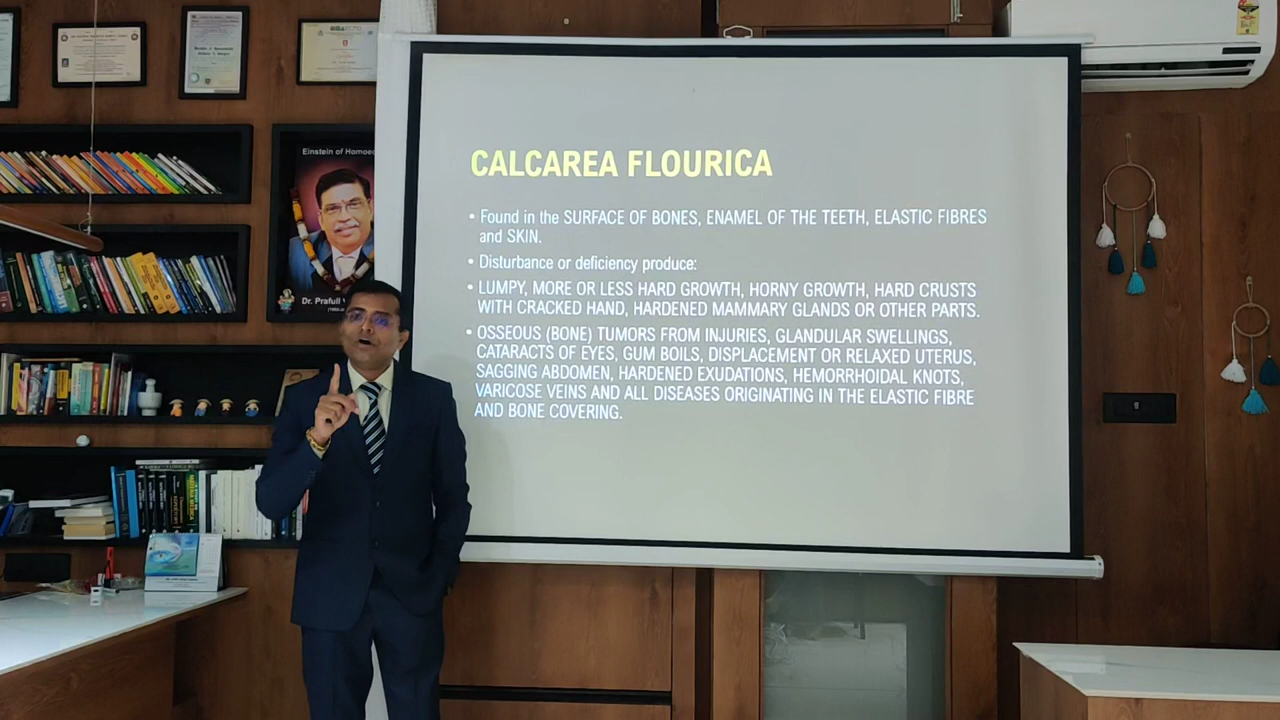 CALCAREA FLOURICA
• Found in the SURFACE OF BONES, ENAMEL OF THE TEETH, ELASTIC FIBRES
and SKIN.
• Disturbance or deficiency produce:
• LUMPY, MORE OR LESS HARD GROWTH, HORNY GROWTH, HARD CRUSTS
WITH CRACKED HAND, HARDENED MAMMARY GLANDS OR OTHER PARTS.
• OSSEOUS (BONE) TUMORS FROM INJURIES, GLANDULAR SWELLINGS,
CATARACTS OF EYES, GUM BOILS, DISPLACEMENT OR RELAXED UTERUS,
SAGGING ABDOMEN, HARDENED EXUDATIONS, HEMORRHOIDAL KNOTS,
VARICOSE VEINS AND ALL DISEASES ORIGINATING IN THE ELASTIC FIBRE
AND BONE COVERING.
Einstein of Homoeo
Dr. Prafull V